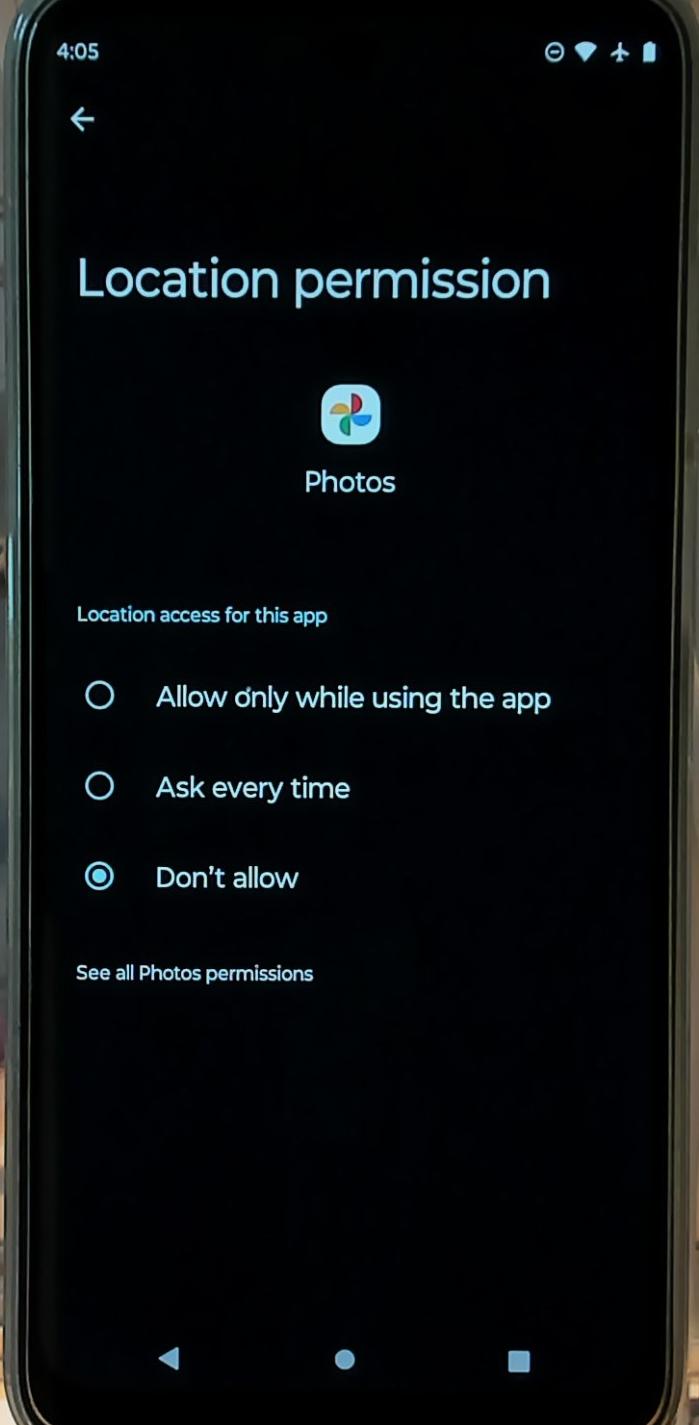 4:05
Location permission
Photos
Location access for this app
Allow only while using the app
Ask every time
Don't allow
See all Photos permissions